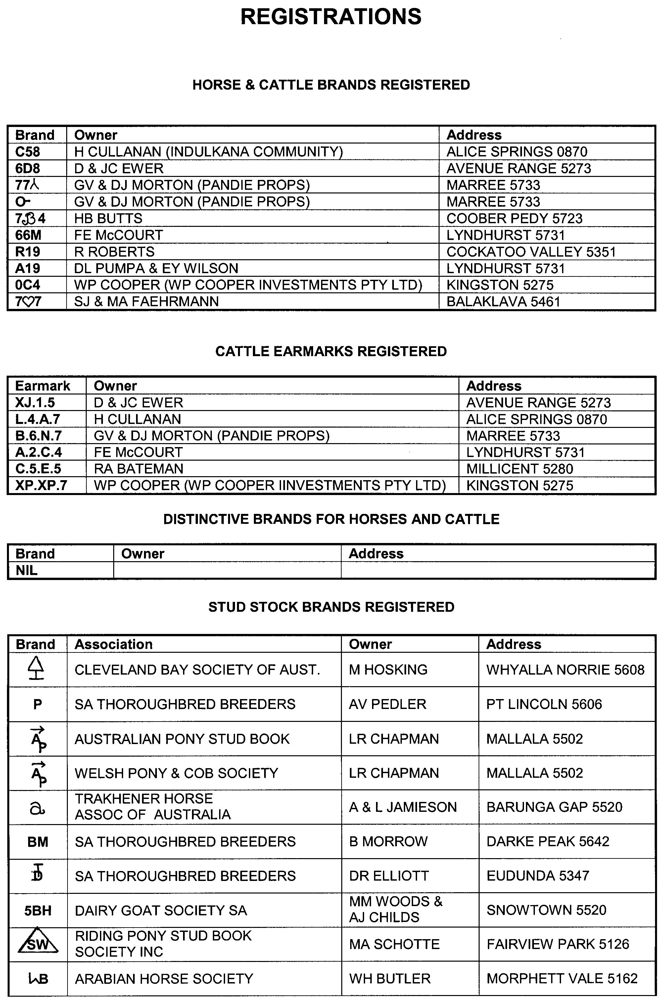 REGISTRATIONS
HORSE & CATTLE BRANDS REGISTERED
Brand Owner Address
C58 H CULLANAN (INDULKANA COMMUNITY) ALICE SPRINGS 0870
6D8 D & JC EWER AVENUE RANGE 5273
77 GV & DJ MORTON (PANDIE PROPS) MARREE 5733
GV & DJ MORTON (PANDIE PROPS) MARREE 5733
7JB4 HB BUTTS COOBER PEDY 5723
66M FE McCOURT LYNDHURST 5731
R19 R ROBERTS COCKATOO VALLEY 5351
A19 DL PUMPA & EY WILSON LYNDHURST 5731
0C4 WP COOPER (WP COOPER INVESTMENTS PTY LTD) KINGSTON 5275
7♡7 SJ & MA FAEHRMANN BALAKLAVA 5461
CATTLE EARMARKS REGISTERED
Earmark Owner Address
XJ.1.5 D & JC EWER AVENUE RANGE 5273
L.4.A.7 H CULLANAN ALICE SPRINGS 0870
B.6.N.7 GV & DJ MORTON (PANDIE PROPS) MARREE 5733
A.2.C.4 FE McCOURT LYNDHURST 5731
C.5.E.5 RA BATEMAN MILLICENT 5280
XP.XP.7 WP COOPER (WP COOPER IINVESTMENTS PTY LTD) KINGSTON 5275
DISTINCTIVE BRANDS FOR HORSES AND CATTLE
Brand Owner Address
NIL
STUD STOCK BRANDS REGISTERED
Brand Association Owner Address
CLEVELAND BAY SOCIETY OF AUST. M HOSKING WHYALLA NORRIE 5608
P SA THOROUGHBRED BREEDERS AV PEDLER PT LINCOLN 5606
AP AUSTRALIAN PONY STUD BOOK LR CHAPMAN MALLALA 5502
AP WELSH PONY & COB SOCIETY LR CHAPMAN MALLALA 5502
a TRAKHENER HORSE
ASSOC OF AUSTRALIA A & L JAMIESON BARUNGA GAP 5520
BM SA THOROUGHBRED BREEDERS B MORROW DARKE PEAK 5642
SA THOROUGHBRED BREEDERS DR ELLIOTT EUDUNDA 5347
5BH DAIRY GOAT SOCIETY SA MM WOODS &
AJ CHILDS SNOWTOWN 5520
SW RIDING PONY STUD BOOK
SOCIETY INC MA SCHOTTE FAIRVIEW PARK 5126
WB ARABIAN HORSE SOCIETY WH BUTLER MORPHETT VALE 5162